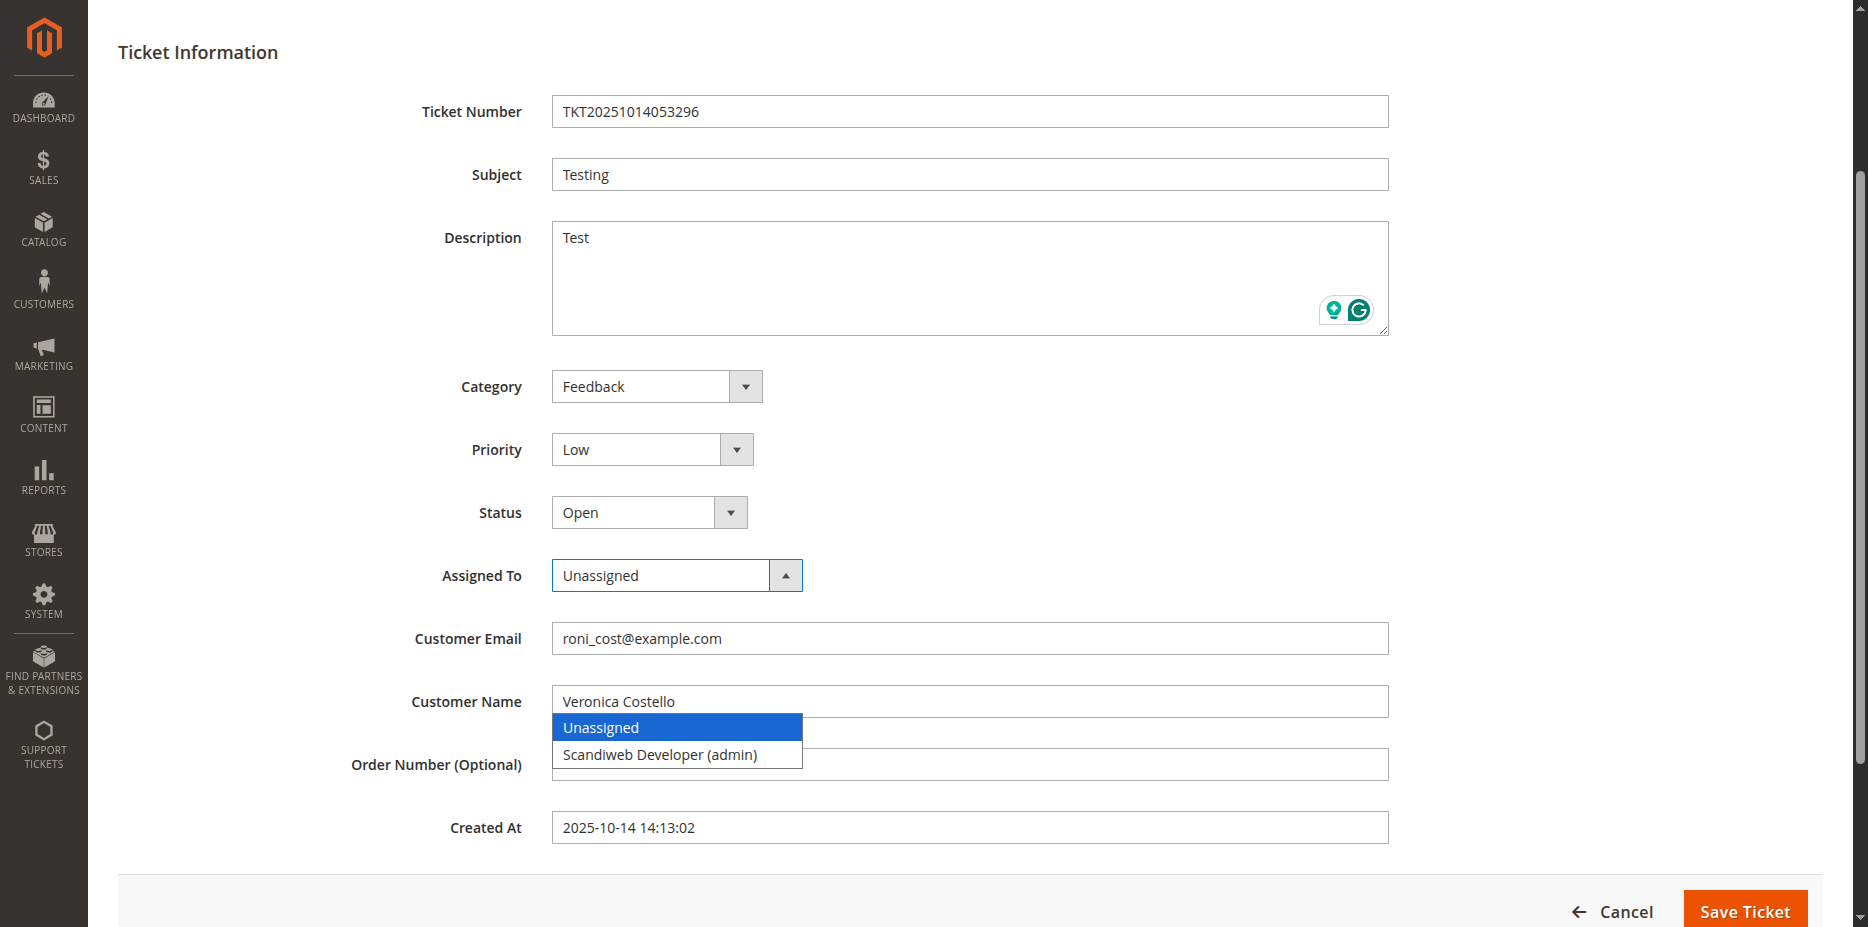 Ticket Information
DASHBOARD
SALES
CATALOG
CUSTOMERS
MARKETING
CONTENT
REPORTS
STORES
SYSTEM
FIND PARTNERS
& EXTENSIONS
SUPPORT
TICKETS
Ticket Number TKT20251014053296
Subject Testing
Description Test
Category Feedback
Priority Low
Status Open
Assigned To Unassigned
Customer Email roni_cost@example.com
Customer Name Veronica Costello
Unassigned
Scandiweb Developer (admin)
Order Number (Optional)
Created At 2025-10-14 14:13:02
Cancel
Save Ticket